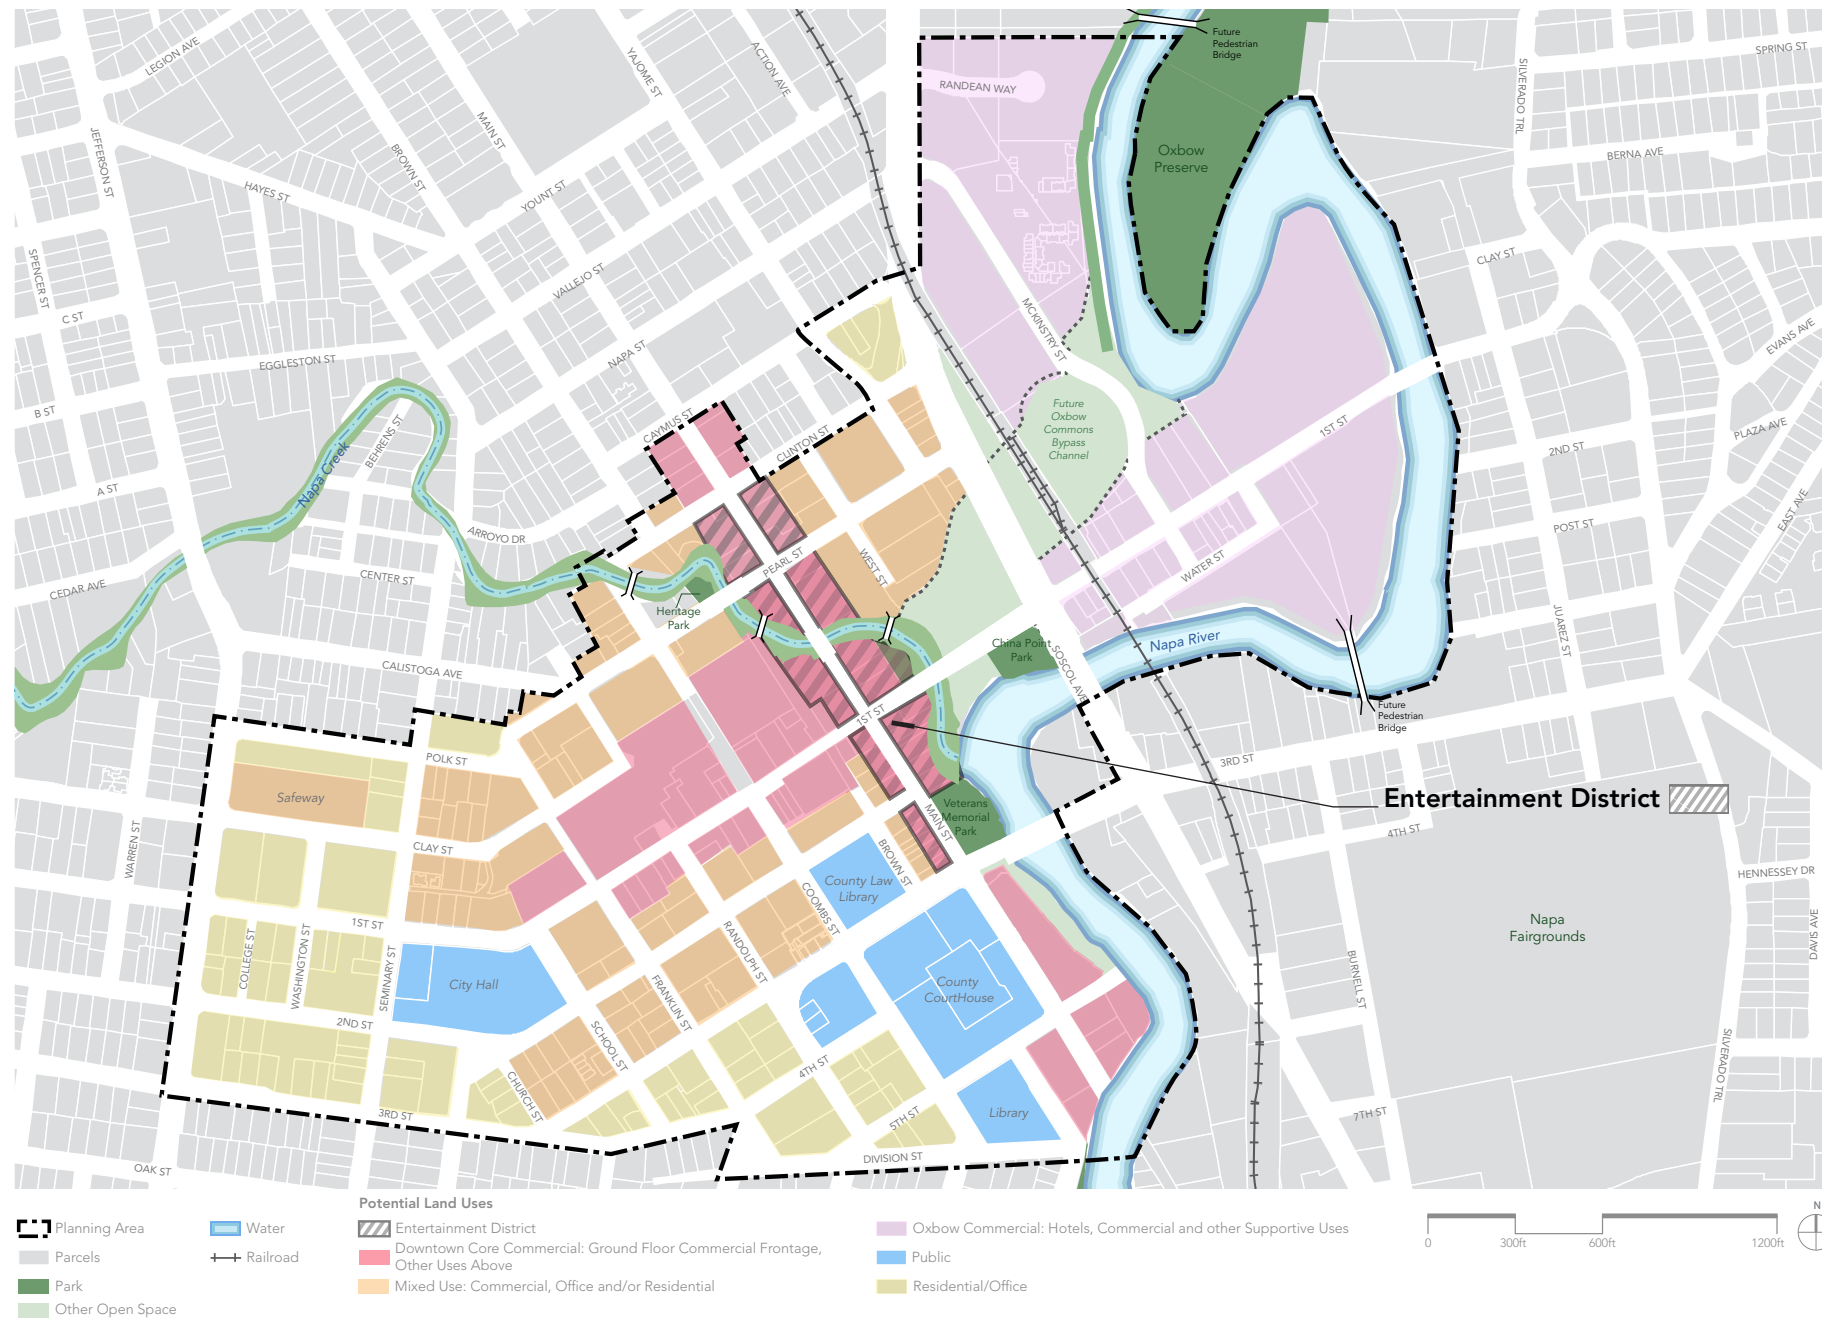 LEGION AVE
YAJOME ST
ACTION AVE
Future
Pedestrian
Bridge
SPRING ST
SILVERADO TRL
RANDEAN WAY
MAIN ST
JEFFERSON ST
BROWN ST
HAYES ST
YOUNT ST
Oxbow
Preserve
BERNA AVE
SPENCER ST
VALLEJO ST
CLAY ST
C ST
MCKINSTRY ST
EVANS AVE
EGGLESTON ST
NAPA ST
B ST
BEHRENS ST
CAYMUS ST
CLINTON ST
Future
Oxbow
Commons
Bypass
Channel
1ST ST
PLAZA AVE
2ND ST
Napa Creek
A ST
EAST AVE
POST ST
ARROYO DR
PEARL ST
WEST ST
WATER ST
CENTER ST
CEDAR AVE
Heritage
Park
JUAREZ ST
China Point
Park
Napa River
SOSCOL AVE
CALISTOGA AVE
1ST ST
Future
Pedestrian
Bridge
POLK ST
3RD ST
Safeway
Entertainment District
Veterans
Memorial
Park
MAIN ST
4TH ST
WARREN ST
CLAY ST
BROWN ST
County Law
Library
HENNESSEY DR
COOMBS ST
1ST ST
Napa
Fairgrounds
DAVIS AVE
COLLEGE ST
WASHINGTON ST
SEMINARY ST
RANDOLPH ST
City Hall
County
CourtHouse
BURNELL ST
FRANKLIN ST
2ND ST
SCHOOL ST
4TH ST
SILVERADO TRL
CHURCH ST
3RD ST
5TH ST
Library
7TH ST
DIVISION ST
OAK ST
Potential Land Uses
Planning Area
Water
Entertainment District
Oxbow Commercial: Hotels, Commercial and other Supportive Uses
Parcels
Railroad
Downtown Core Commercial: Ground Floor Commercial Frontage,
Other Uses Above
Public
Park
Mixed Use: Commercial, Office and/or Residential
Residential/Office
Other Open Space
0
300ft
600ft
1200ft
N